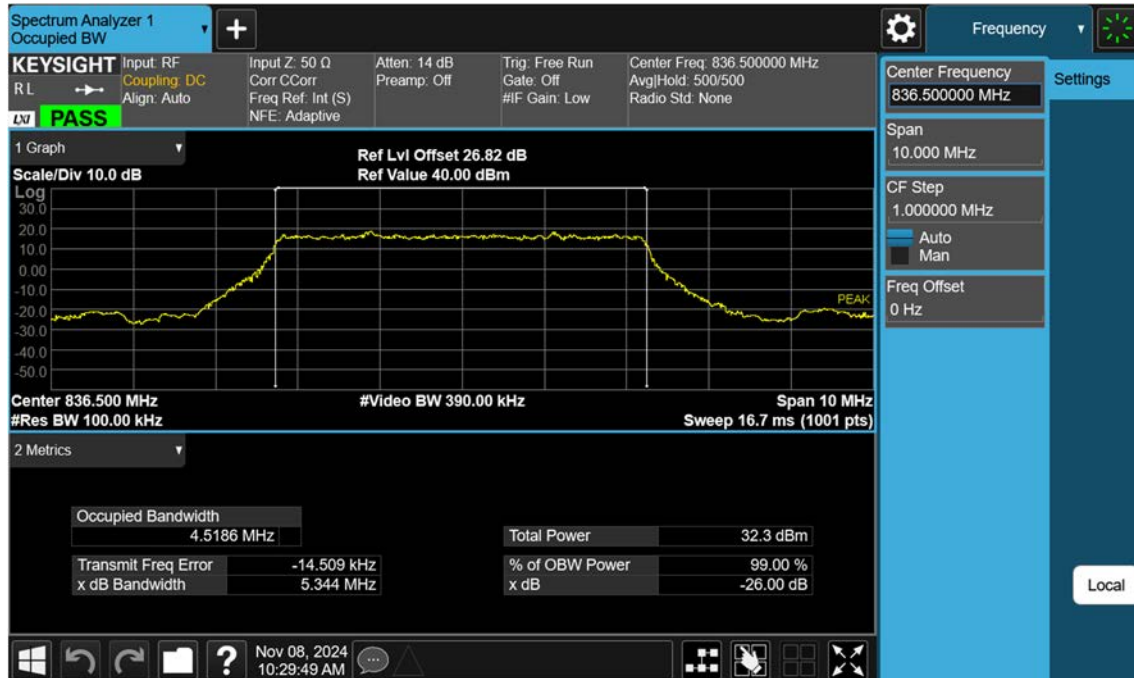 Spectrum Analyzer 1
Occupied BW
Frequency
KEYSIGHT
R L
LXI
PASS
Input: RF
Coupling: DC
Align: Auto
Input Z: 50 Ω
Corr CCorr
Freq Ref: Int (S)
NFE: Adaptive
Atten: 14 dB
Preamp: Off
Trig: Free Run
Gate: Off
#IF Gain: Low
Center Freq: 836.500000 MHz
Avg|Hold: 500/500
Radio Std: None
Center Frequency
836.500000 MHz
Settings
Span
10.000 MHz
CF Step
1.000000 MHz
Auto
Man
Freq Offset
0 Hz
Local
1 Graph
Scale/Div 10.0 dB
Ref Lvl Offset 26.82 dB
Ref Value 40.00 dBm
Log
30.0
20.0
10.0
0.00
-10.0
-20.0
-30.0
-40.0
-50.0
PEAK
Center 836.500 MHz
#Video BW 390.00 kHz
Span 10 MHz
#Res BW 100.00 kHz
Sweep 16.7 ms (1001 pts)
2 Metrics
Occupied Bandwidth
4.5186 MHz
Total Power 32.3 dBm
Transmit Freq Error -14.509 kHz
% of OBW Power 99.00 %
x dB Bandwidth 5.344 MHz
x dB -26.00 dB
?
Nov 08, 2024
10:29:49 AM